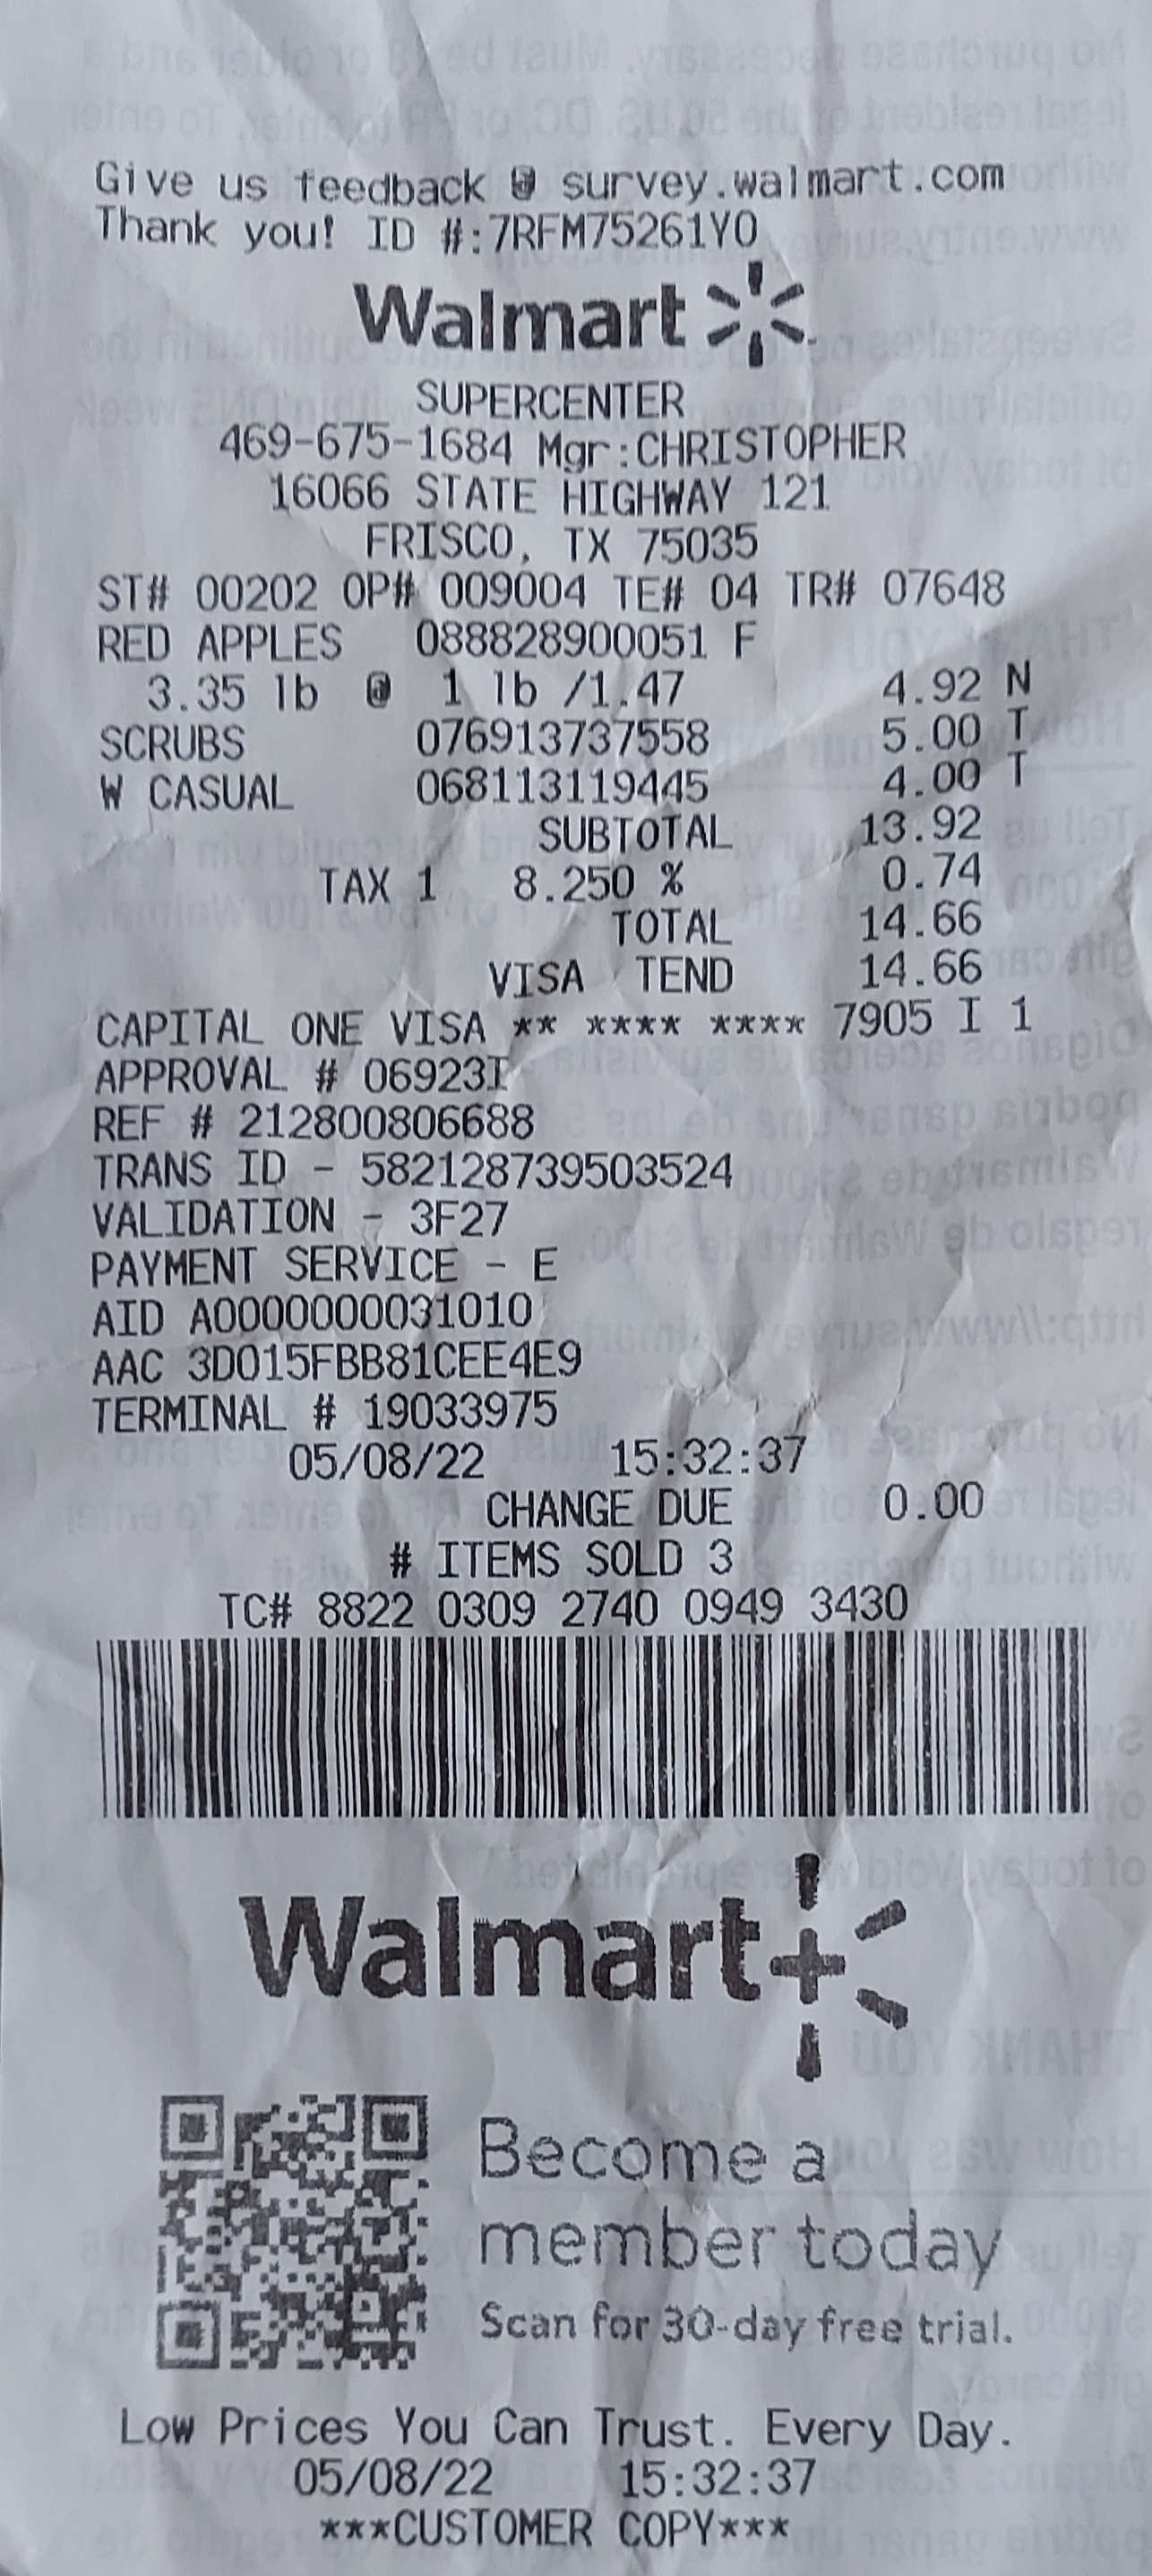 Give us feedback @ survey.walmart.com
Thank you! ID #:7RFM75261YO
Walmart
SUPERCENTER
469-675-1684 Mgr:CHRISTOPHER
16066 STATE HIGHWAY 121
FRISCO, TX 75035
ST# 00202 OP# 009004 TE# 04 TR# 07648
RED APPLES 088828900051 F
3.35 lb @ 1 lb /1.47 4.92 N
SCRUBS 076913737558 5.00 T
W CASUAL 068113119445 4.00 T
SUBTOTAL 13.92
TAX 1 8.250 % 0.74
TOTAL 14.66
VISA TEND 14.66
CAPITAL ONE VISA ** **** **** 7905 I 1
APPROVAL # 06923I
REF # 212800806688
TRANS ID - 582128739503524
VALIDATION - 3F27
PAYMENT SERVICE - E
AID A0000000031010
AAC 3D015FBB81CEE4E9
TERMINAL # 19033975
05/08/22 15:32:37
CHANGE DUE 0.00
# ITEMS SOLD 3
TC# 8822 0309 2740 0949 3430
Walmart+
Become a
member today
Scan for 30-day free trial.
Low Prices You Can Trust. Every Day.
05/08/22 15:32:37
***CUSTOMER COPY***